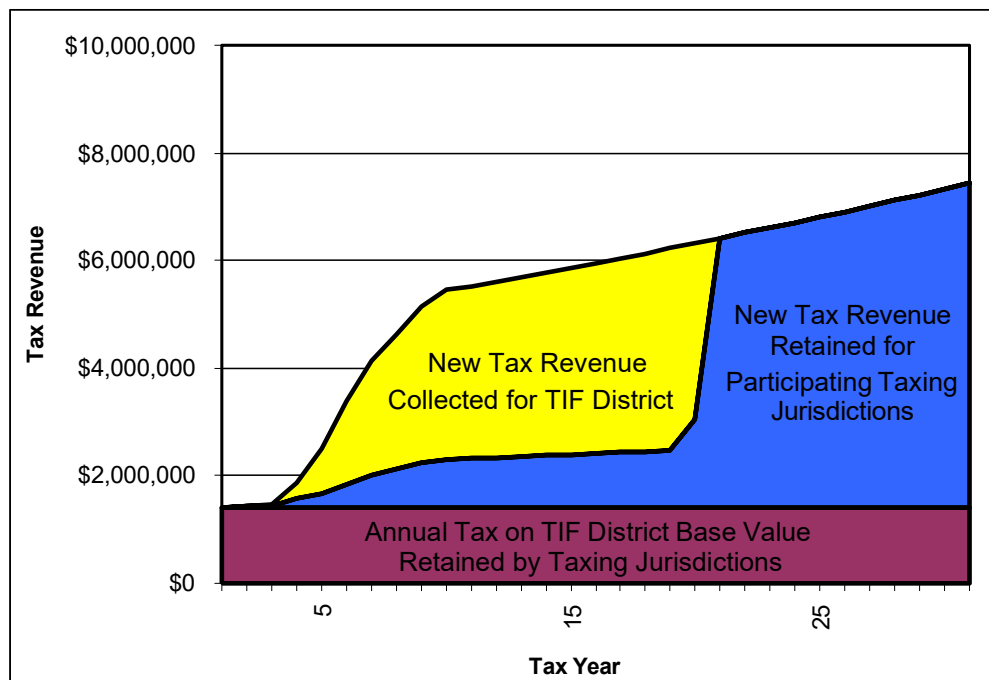 $10,000,000
$8,000,000
$6,000,000
$4,000,000
$2,000,000
$0
Tax Revenue
New Tax Revenue
Collected for TIF District
New Tax Revenue
Retained for
Participating Taxing
Jurisdictions
Annual Tax on TIF District Base Value
Retained by Taxing Jurisdictions
5
15
25
Tax Year